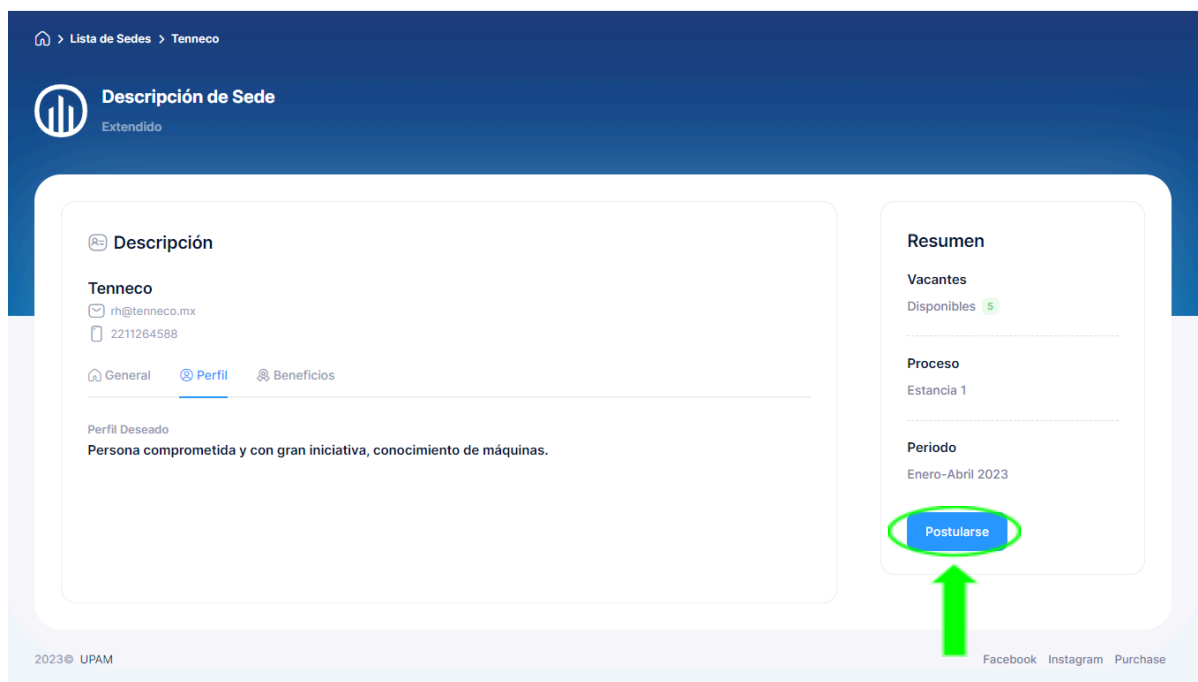 Lista de Sedes > Tenneco
Descripción de Sede
Extendido
Descripción
Tenneco
rh@tenneco.mx
2211264588
General Perfil Beneficios
Perfil Deseado
Persona comprometida y con gran iniciativa, conocimiento de máquinas.
Resumen
Vacantes
Disponibles 5
Proceso
Estancia 1
Periodo
Enero-Abril 2023
Postularse
2023© UPAM
Facebook Instagram Purchase